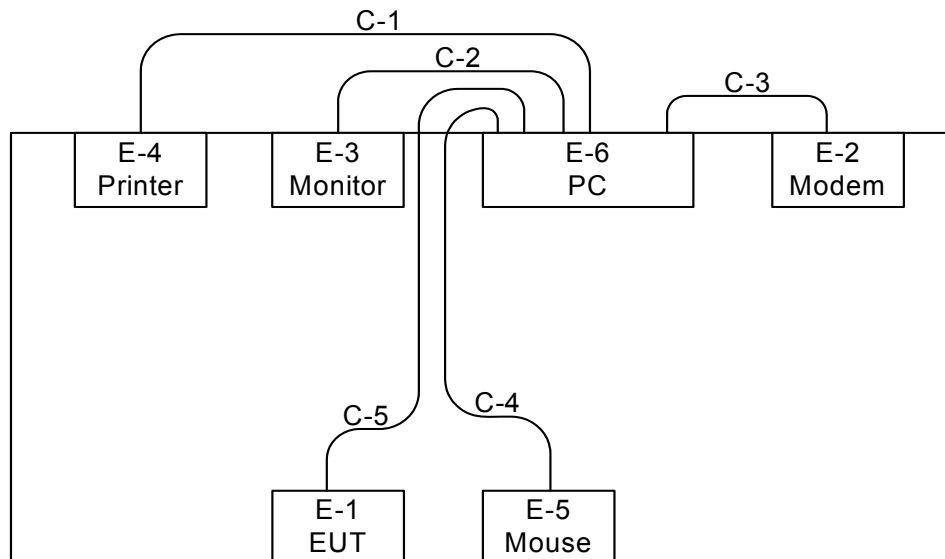 C-1
C-2
C-3
E-4
Printer
E-3
Monitor
E-6
PC
E-2
Modem
C-5
C-4
E-1
EUT
E-5
Mouse